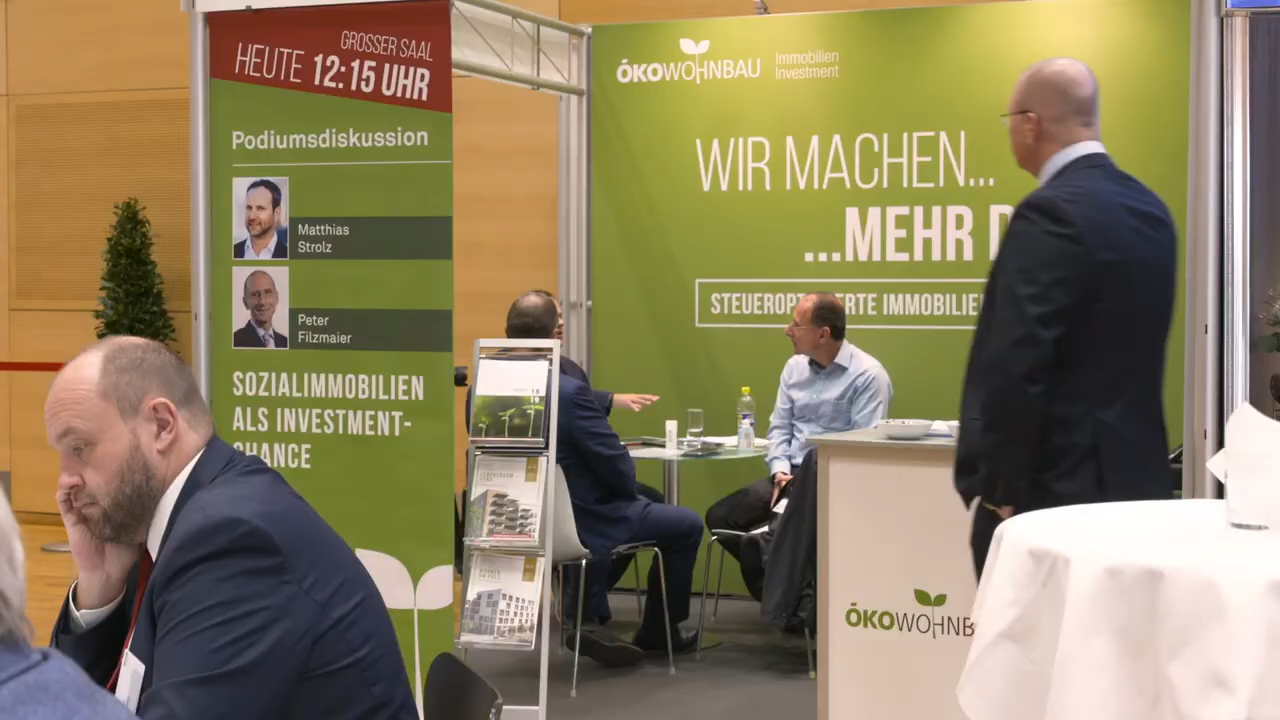 GROSSER SAAL
HEUTE 12:15 UHR
Podiumsdiskussion
Matthias
Strolz
Peter
Filzmaier
SOZIALIMMOBILIEN
ALS INVESTMENT-
CHANCE
ÖKOWOHNBAU
Immobilien
Investment
WIR MACHEN...
...MEHR D
IMMOBILIE
ÖKOWOHNB